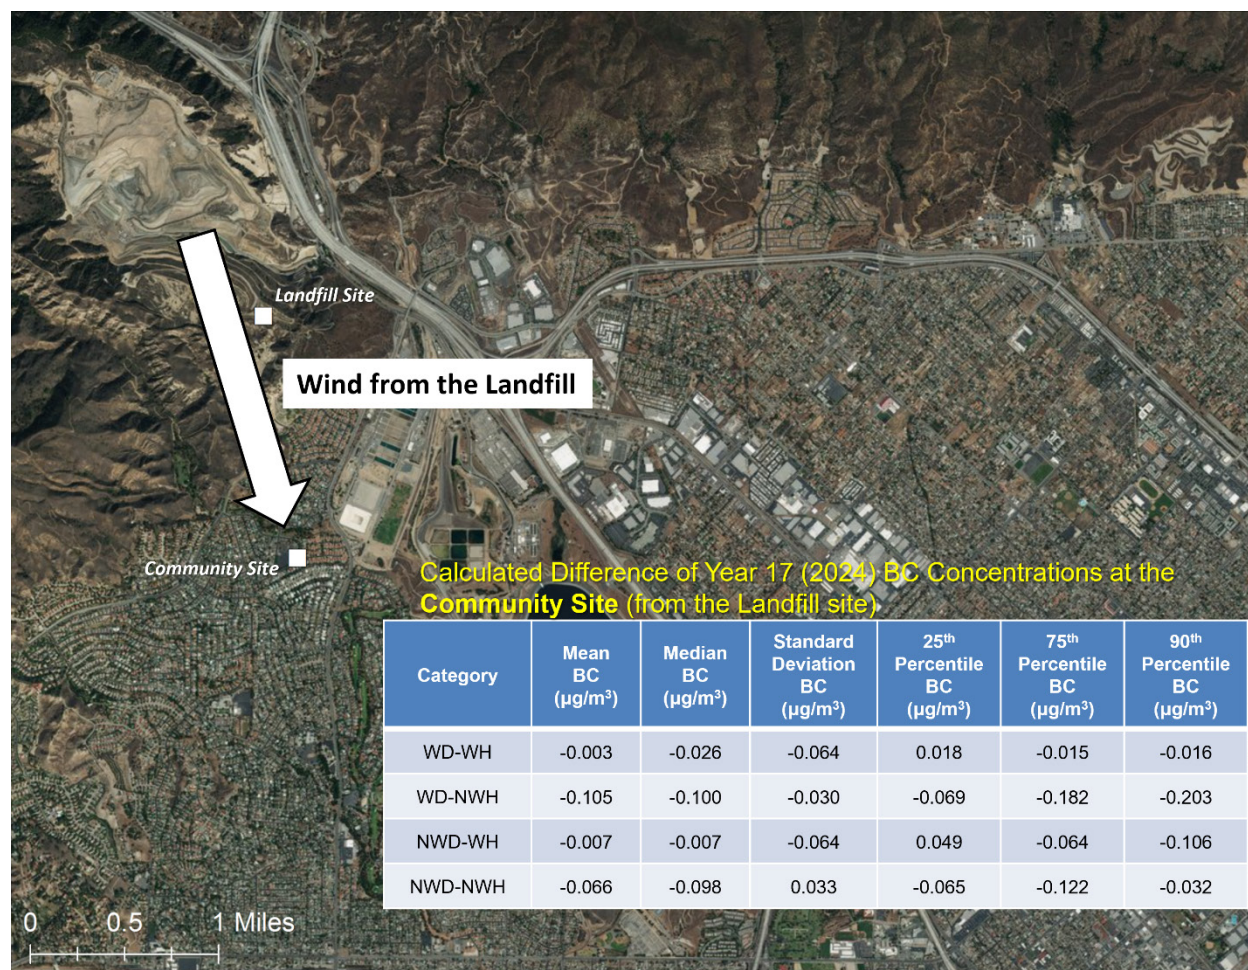 Landfill Site
Wind from the Landfill
Community Site
Calculated Difference of Year 17 (2024) BC Concentrations at the
Community Site (from the Landfill site)
Category Mean BC (µg/m³) Median BC (µg/m³) Standard Deviation BC (µg/m³) 25th Percentile BC (µg/m³) 75th Percentile BC (µg/m³) 90th Percentile BC (µg/m³)
WD-WH -0.003 -0.026 -0.064 0.018 -0.015 -0.016
WD-NWH -0.105 -0.100 -0.030 -0.069 -0.182 -0.203
NWD-WH -0.007 -0.007 -0.064 0.049 -0.064 -0.106
NWD-NWH -0.066 -0.098 0.033 -0.065 -0.122 -0.032
0 0.5 1 Miles